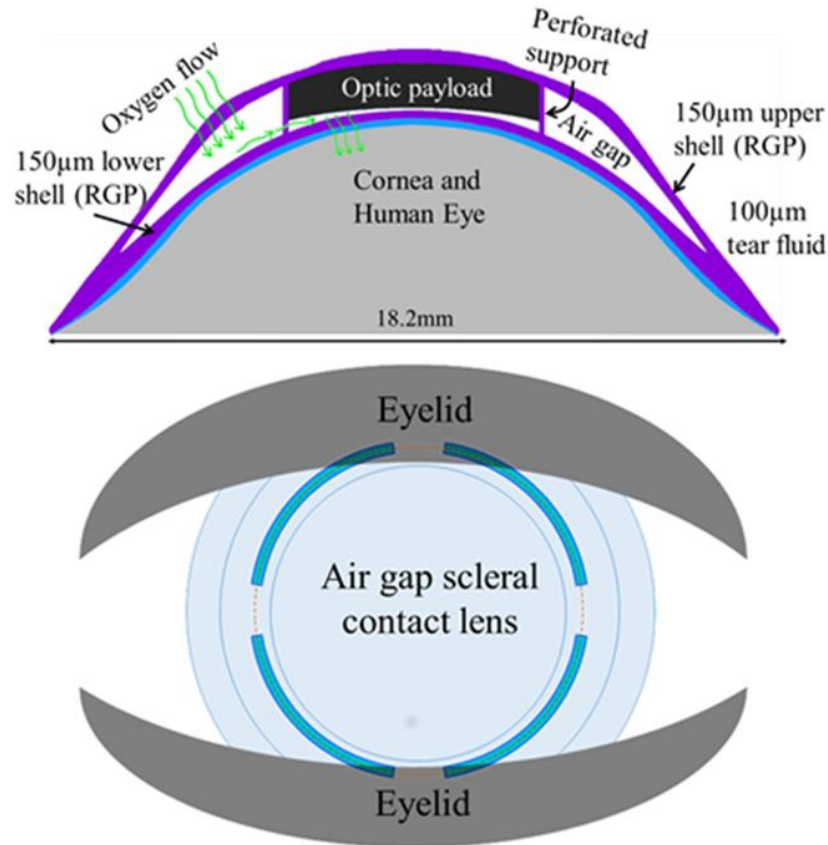 Oxygen flow
Perforated
support
Optic payload
Air gap
150µm upper
shell (RGP)
150µm lower
shell (RGP)
Cornea and
Human Eye
100µm
tear fluid
18.2mm
Eyelid
Air gap scleral
contact lens
Eyelid